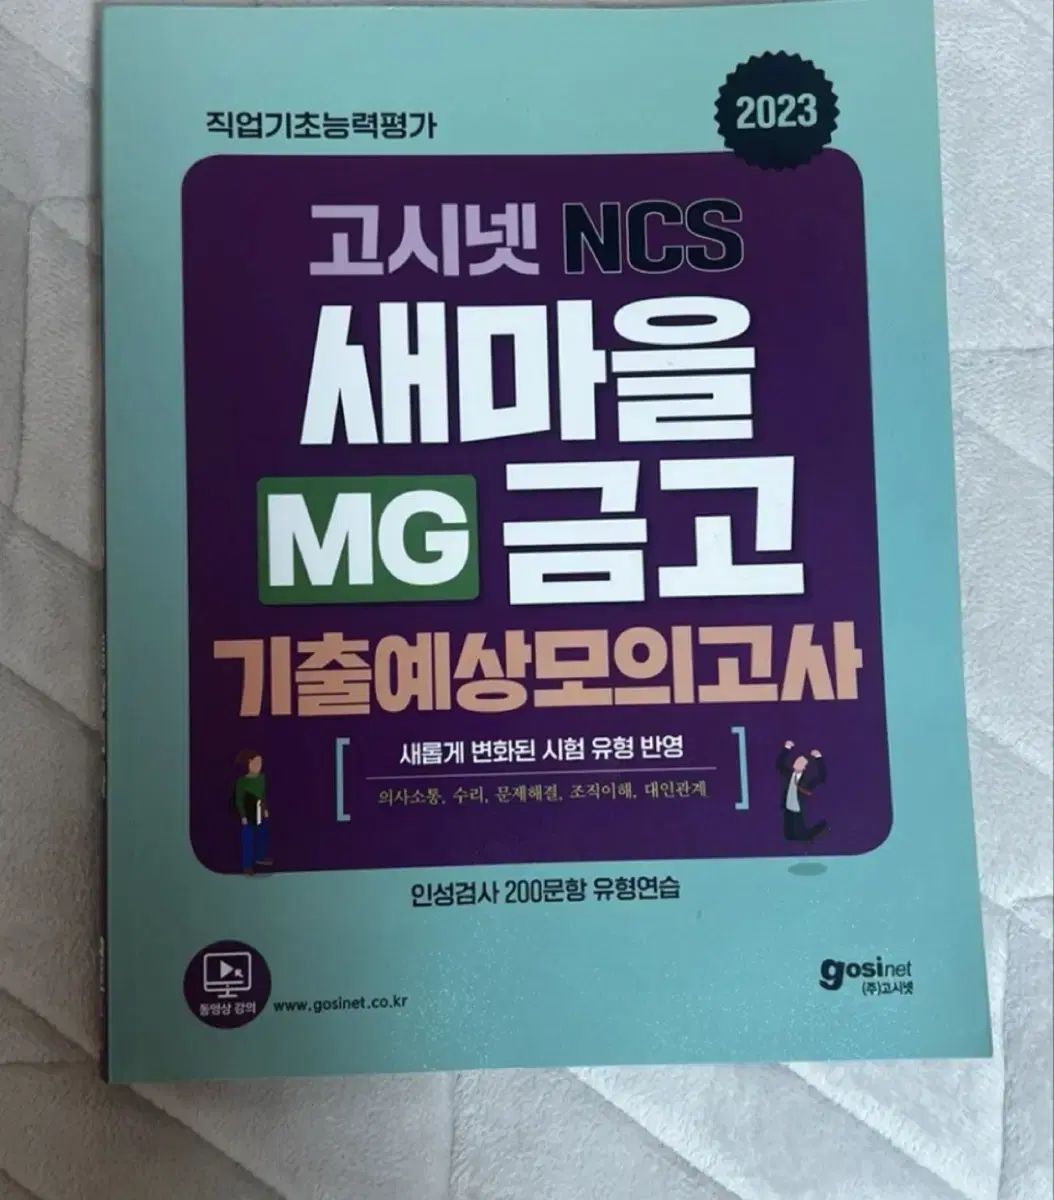 직업기초능력평가
2023
고시넷 NCS
새마을
MG 금고
기출예상모의고사
새롭게 변화된 시험 유형 반영
의사소통, 수리, 문제해결, 조직이해, 대인관계
인성검사 200문항 유형연습
동영상 강의
www.gosinet.co.kr
gosinet
(주)고시넷